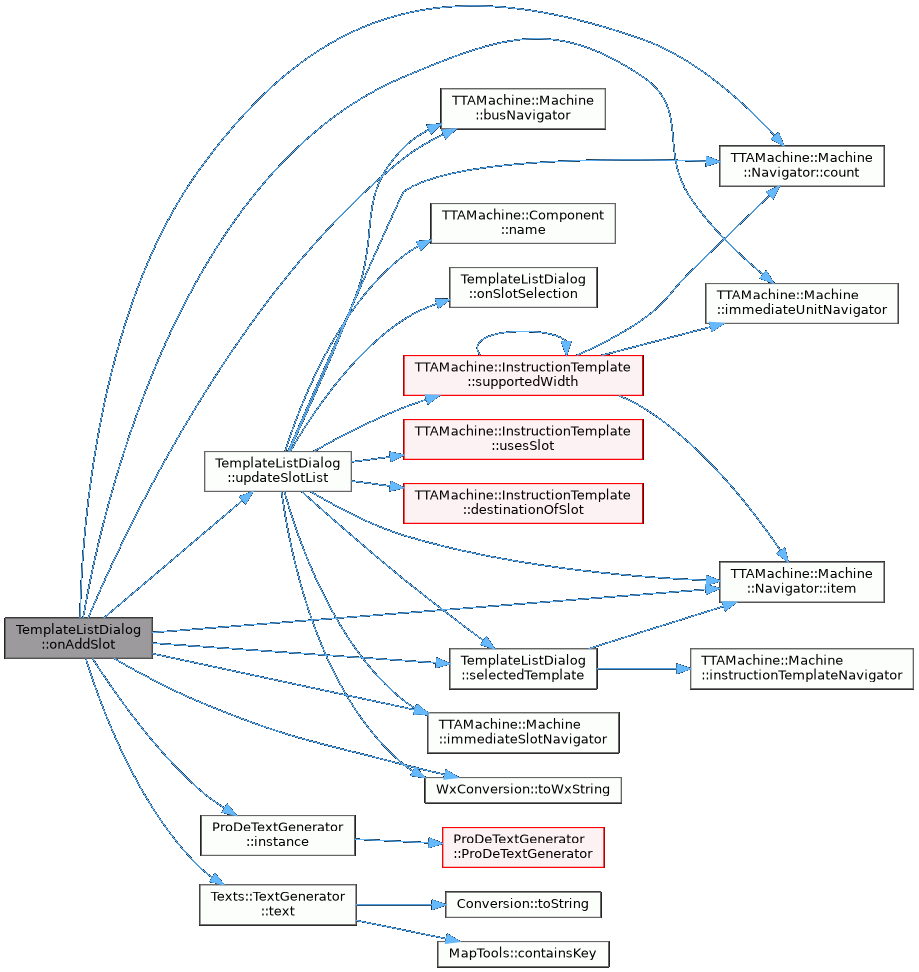 TTAMachine::Machine
::busNavigator
TTAMachine::Machine
::Navigator::count
TTAMachine::Component
::name
TemplateListDialog
::onSlotSelection
TTAMachine::Machine
::immediateUnitNavigator
TTAMachine::InstructionTemplate
::supportedWidth
TTAMachine::InstructionTemplate
::usesSlot
TemplateListDialog
::updateSlotList
TTAMachine::InstructionTemplate
::destinationOfSlot
TTAMachine::Machine
::Navigator::item
TemplateListDialog
::onAddSlot
TemplateListDialog
::selectedTemplate
TTAMachine::Machine
::instructionTemplateNavigator
TTAMachine::Machine
::immediateSlotNavigator
WxConversion::toWxString
ProDeTextGenerator
::instance
ProDeTextGenerator
::ProDeTextGenerator
Texts::TextGenerator
::text
Conversion::toString
MapTools::containsKey